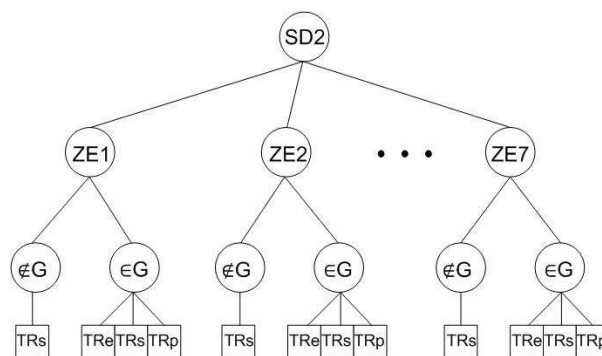 SD2
ZE1 ZE2 • • • ZE7
∉G ∈G ∉G ∈G ∉G ∈G
TRs TRe TRs TRp TRs TRe TRs TRp TRs TRe TRs TRp